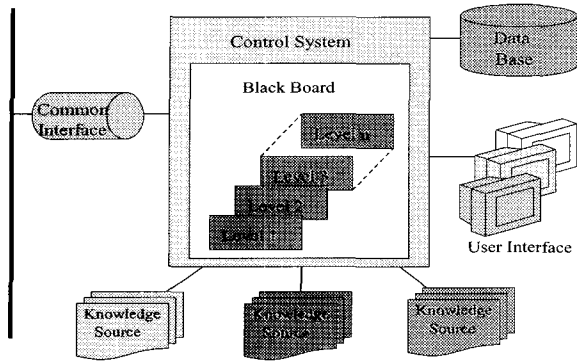 Control System
Data
Base
Black Board
Common
Interface
Level n
Level
Level 2
Level 1
User Interface
Knowledge
Source
Knowledge
Source
Knowledge
Source